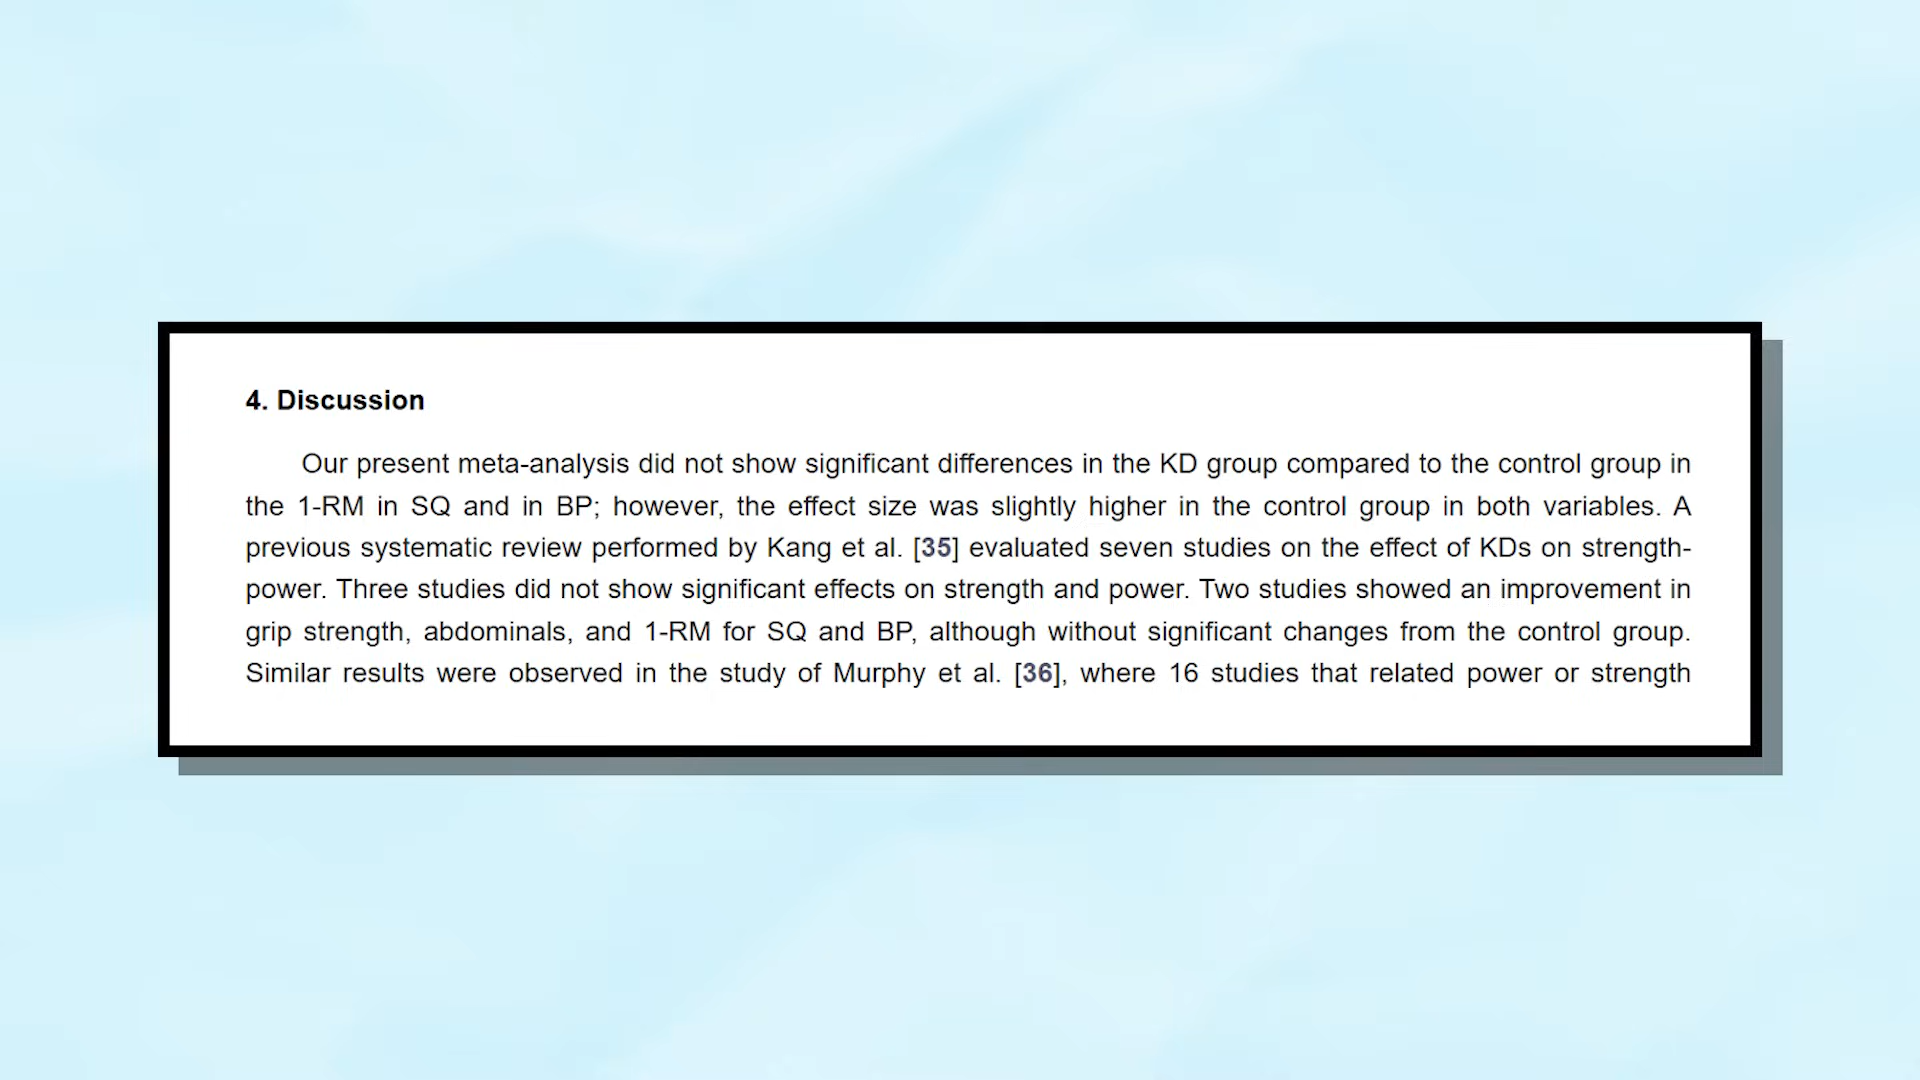 4. Discussion
Our present meta-analysis did not show significant differences in the KD group compared to the control group in
the 1-RM in SQ and in BP; however, the effect size was slightly higher in the control group in both variables. A
previous systematic review performed by Kang et al. [35] evaluated seven studies on the effect of KDs on strength-
power. Three studies did not show significant effects on strength and power. Two studies showed an improvement in
grip strength, abdominals, and 1-RM for SQ and BP, although without significant changes from the control group.
Similar results were observed in the study of Murphy et al. [36], where 16 studies that related power or strength